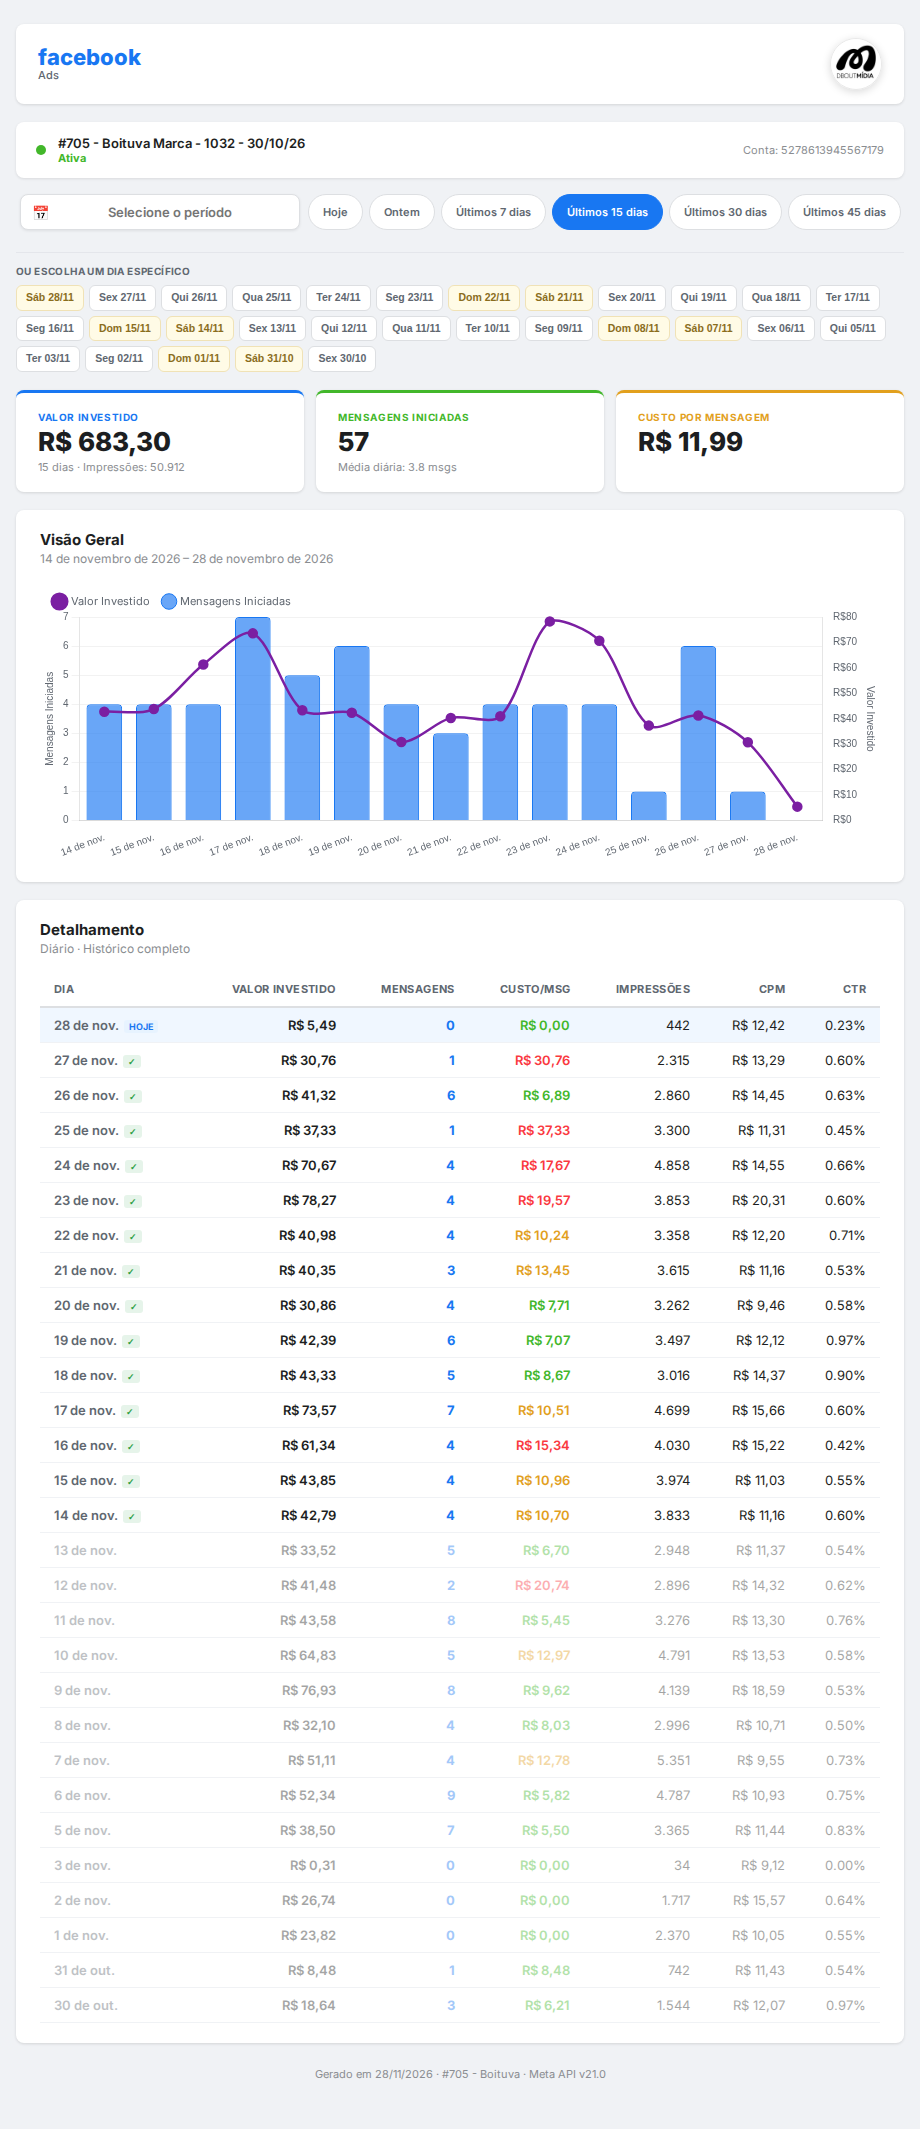 facebook
Ads
DBOUTMÍDIA
#705 - Boituva Marca - 1032 - 30/10/26
Ativa
Conta: 5278613945567179
📅 Selecione o período Hoje Ontem Últimos 7 dias Últimos 15 dias Últimos 30 dias Últimos 45 dias
OU ESCOLHA UM DIA ESPECÍFICO
Sáb 28/11 Sex 27/11 Qui 26/11 Qua 25/11 Ter 24/11 Seg 23/11 Dom 22/11 Sáb 21/11 Sex 20/11 Qui 19/11 Qua 18/11 Ter 17/11
Seg 16/11 Dom 15/11 Sáb 14/11 Sex 13/11 Qui 12/11 Qua 11/11 Ter 10/11 Seg 09/11 Dom 08/11 Sáb 07/11 Sex 06/11 Qui 05/11
Ter 03/11 Seg 02/11 Dom 01/11 Sáb 31/10 Sex 30/10
VALOR INVESTIDO
R$ 683,30
15 dias · Impressões: 50.912
MENSAGENS INICIADAS
57
Média diária: 3.8 msgs
CUSTO POR MENSAGEM
R$ 11,99
Visão Geral
14 de novembro de 2026 – 28 de novembro de 2026
Valor Investido Mensagens Iniciadas
Mensagens Iniciadas
7
6
5
4
3
2
1
0
R$80
R$70
R$60
R$50
R$40
R$30
R$20
R$10
R$0
Valor Investido
14 de nov. 15 de nov. 16 de nov. 17 de nov. 18 de nov. 19 de nov. 20 de nov. 21 de nov. 22 de nov. 23 de nov. 24 de nov. 25 de nov. 26 de nov. 27 de nov. 28 de nov.
Detalhamento
Diário · Histórico completo
DIA VALOR INVESTIDO MENSAGENS CUSTO/MSG IMPRESSÕES CPM CTR
28 de nov. HOJE R$ 5,49 0 R$ 0,00 442 R$ 12,42 0.23%
27 de nov. ✓ R$ 30,76 1 R$ 30,76 2.315 R$ 13,29 0.60%
26 de nov. ✓ R$ 41,32 6 R$ 6,89 2.860 R$ 14,45 0.63%
25 de nov. ✓ R$ 37,33 1 R$ 37,33 3.300 R$ 11,31 0.45%
24 de nov. ✓ R$ 70,67 4 R$ 17,67 4.858 R$ 14,55 0.66%
23 de nov. ✓ R$ 78,27 4 R$ 19,57 3.853 R$ 20,31 0.60%
22 de nov. ✓ R$ 40,98 4 R$ 10,24 3.358 R$ 12,20 0.71%
21 de nov. ✓ R$ 40,35 3 R$ 13,45 3.615 R$ 11,16 0.53%
20 de nov. ✓ R$ 30,86 4 R$ 7,71 3.262 R$ 9,46 0.58%
19 de nov. ✓ R$ 42,39 6 R$ 7,07 3.497 R$ 12,12 0.97%
18 de nov. ✓ R$ 43,33 5 R$ 8,67 3.016 R$ 14,37 0.90%
17 de nov. ✓ R$ 73,57 7 R$ 10,51 4.699 R$ 15,66 0.60%
16 de nov. ✓ R$ 61,34 4 R$ 15,34 4.030 R$ 15,22 0.42%
15 de nov. ✓ R$ 43,85 4 R$ 10,96 3.974 R$ 11,03 0.55%
14 de nov. ✓ R$ 42,79 4 R$ 10,70 3.833 R$ 11,16 0.60%
13 de nov. R$ 33,52 5 R$ 6,70 2.948 R$ 11,37 0.54%
12 de nov. R$ 41,48 2 R$ 20,74 2.896 R$ 14,32 0.62%
11 de nov. R$ 43,58 8 R$ 5,45 3.276 R$ 13,30 0.76%
10 de nov. R$ 64,83 5 R$ 12,97 4.791 R$ 13,53 0.58%
9 de nov. R$ 76,93 8 R$ 9,62 4.139 R$ 18,59 0.53%
8 de nov. R$ 32,10 4 R$ 8,03 2.996 R$ 10,71 0.50%
7 de nov. R$ 51,11 4 R$ 12,78 5.351 R$ 9,55 0.73%
6 de nov. R$ 52,34 9 R$ 5,82 4.787 R$ 10,93 0.75%
5 de nov. R$ 38,50 7 R$ 5,50 3.365 R$ 11,44 0.83%
3 de nov. R$ 0,31 0 R$ 0,00 34 R$ 9,12 0.00%
2 de nov. R$ 26,74 0 R$ 0,00 1.717 R$ 15,57 0.64%
1 de nov. R$ 23,82 0 R$ 0,00 2.370 R$ 10,05 0.55%
31 de out. R$ 8,48 1 R$ 8,48 742 R$ 11,43 0.54%
30 de out. R$ 18,64 3 R$ 6,21 1.544 R$ 12,07 0.97%
Gerado em 28/11/2026 · #705 - Boituva · Meta API v21.0